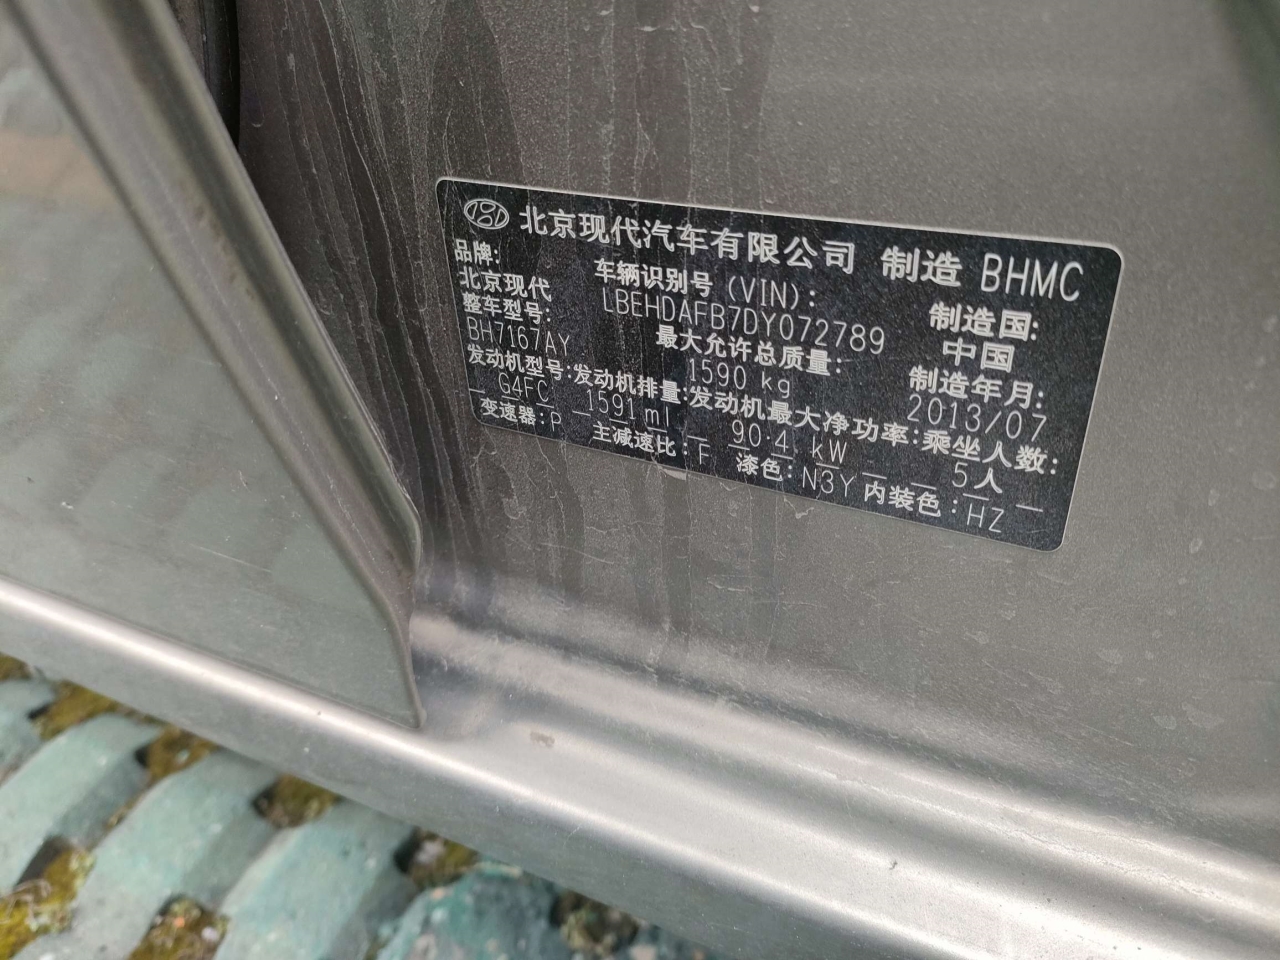 北京现代汽车有限公司 制造 BHMC
品牌: 车辆识别号 (VIN): 制造国:
北京现代 LBEHDAFB7DY072789 中国
整车型号: 最大允许总质量: 制造年月:
BH7167AY 1590 kg 2013/07
发动机型号: 发动机排量: 发动机最大净功率: 乘坐人数:
G4FC 1591 ml 90.4 kW 5人
变速器: P 主减速比: F 漆色: N3Y 内装色: HZ